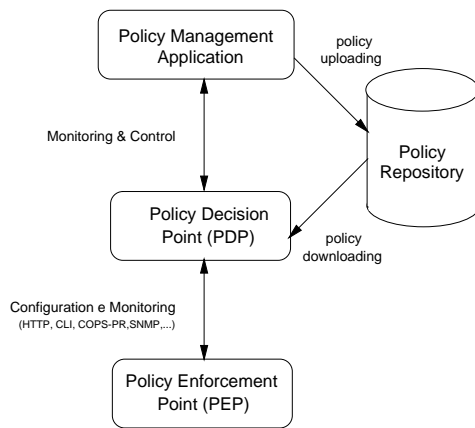 Policy Management
Application
policy
uploading
Monitoring & Control
Policy
Repository
Policy Decision
Point (PDP)
policy
downloading
Configuration e Monitoring
(HTTP, CLI, COPS-PR,SNMP,...)
Policy Enforcement
Point (PEP)